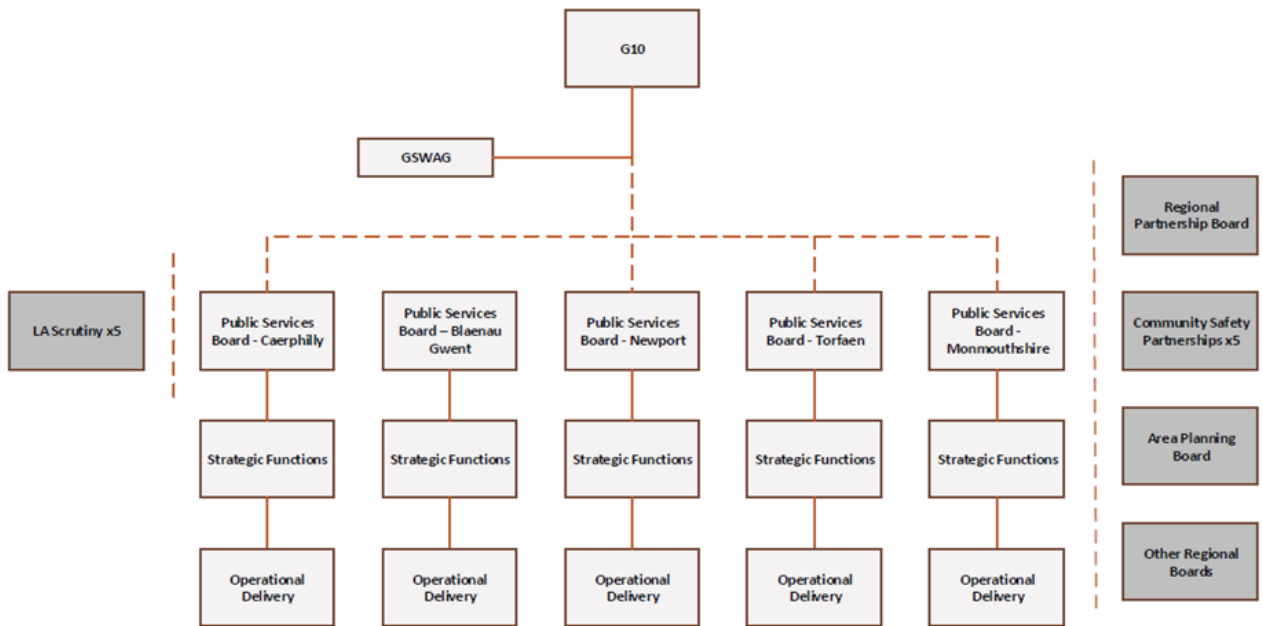 G10
GSWAG
Regional
Partnership Board
LA Scrutiny x5
Public Services
Board - Caerphilly
Public Services
Board – Blaenau
Gwent
Public Services
Board - Newport
Public Services
Board - Torfaen
Public Services
Board -
Monmouthshire
Community Safety
Partnerships x5
Strategic Functions
Strategic Functions
Strategic Functions
Strategic Functions
Strategic Functions
Area Planning
Board
Operational
Delivery
Operational
Delivery
Operational
Delivery
Operational
Delivery
Operational
Delivery
Other Regional
Boards